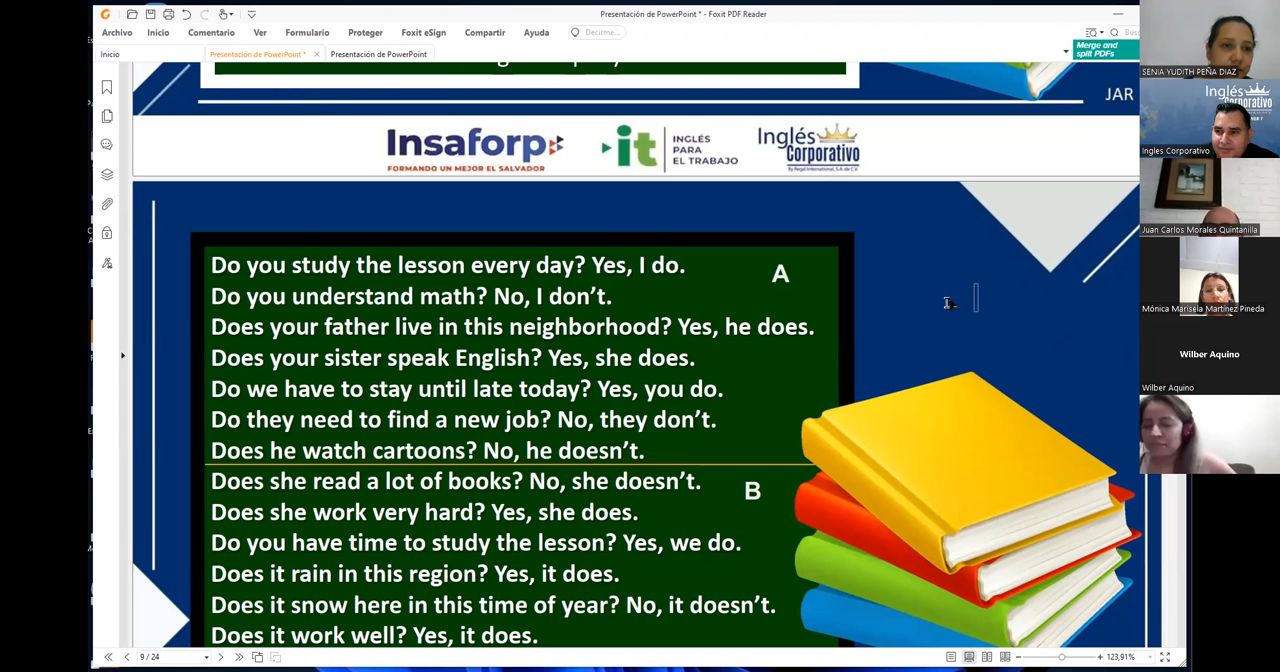 Presentación de PowerPoint * - Foxit PDF Reader
Archivo Inicio Comentario Ver Formulario Proteger Foxit eSign Compartir Ayuda Decirme...
Merge and
split PDFs
Inicio Presentación de PowerPoint * Presentación de PowerPoint
JAR
Insaforp
FORMANDO UN MEJOR EL SALVADOR
it
INGLÉS
PARA
EL TRABAJO
Inglés
Corporativo
By Regal International, S.A. de C.V.
Do you study the lesson every day? Yes, I do.
A
Do you understand math? No, I don't.
Does your father live in this neighborhood? Yes, he does.
Does your sister speak English? Yes, she does.
Do we have to stay until late today? Yes, you do.
Do they need to find a new job? No, they don't.
Does he watch cartoons? No, he doesn't.
Does she read a lot of books? No, she doesn't.
B
Does she work very hard? Yes, she does.
Do you have time to study the lesson? Yes, we do.
Does it rain in this region? Yes, it does.
Does it snow here in this time of year? No, it doesn't.
Does it work well? Yes, it does.
9 / 24
123,91%
SENIA YUDITH PEÑA DIAZ
Inglés
Corporativo
Ingles Corporativo
Juan Carlos Morales Quintanilla
Mónica Marisela Martínez Pineda
Wilber Aquino
Wilber Aquino